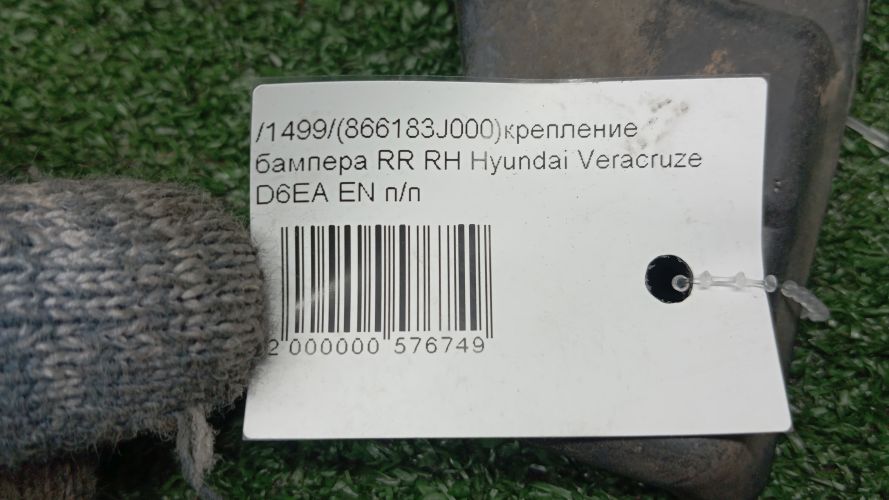 /1499/(866183J000)крепление
бампера RR RH Hyundai Veracruze
D6EA EN п/п
2 000000 576749